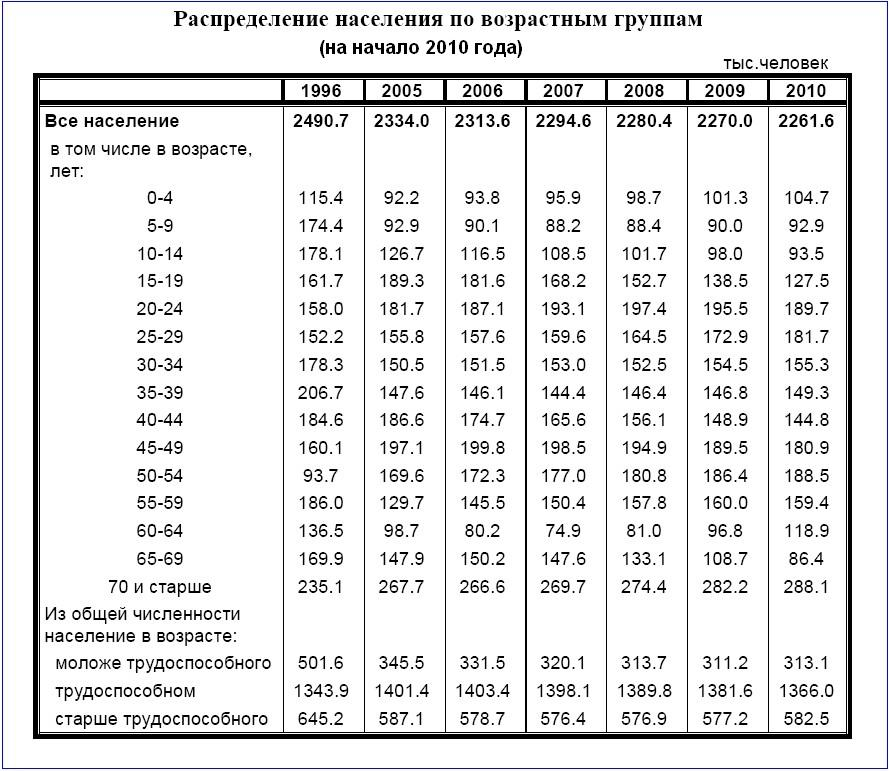 Распределение населения по возрастным группам
(на начало 2010 года)
тыс.человек
1996 2005 2006 2007 2008 2009 2010
Все население 2490.7 2334.0 2313.6 2294.6 2280.4 2270.0 2261.6
в том числе в возрасте,
лет:
0-4 115.4 92.2 93.8 95.9 98.7 101.3 104.7
5-9 174.4 92.9 90.1 88.2 88.4 90.0 92.9
10-14 178.1 126.7 116.5 108.5 101.7 98.0 93.5
15-19 161.7 189.3 181.6 168.2 152.7 138.5 127.5
20-24 158.0 181.7 187.1 193.1 197.4 195.5 189.7
25-29 152.2 155.8 157.6 159.6 164.5 172.9 181.7
30-34 178.3 150.5 151.5 153.0 152.5 154.5 155.3
35-39 206.7 147.6 146.1 144.4 146.4 146.8 149.3
40-44 184.6 186.6 174.7 165.6 156.1 148.9 144.8
45-49 160.1 197.1 199.8 198.5 194.9 189.5 180.9
50-54 93.7 169.6 172.3 177.0 180.8 186.4 188.5
55-59 186.0 129.7 145.5 150.4 157.8 160.0 159.4
60-64 136.5 98.7 80.2 74.9 81.0 96.8 118.9
65-69 169.9 147.9 150.2 147.6 133.1 108.7 86.4
70 и старше 235.1 267.7 266.6 269.7 274.4 282.2 288.1
Из общей численности
население в возрасте:
моложе трудоспособного 501.6 345.5 331.5 320.1 313.7 311.2 313.1
трудоспособном 1343.9 1401.4 1403.4 1398.1 1389.8 1381.6 1366.0
старше трудоспособного 645.2 587.1 578.7 576.4 576.9 577.2 582.5